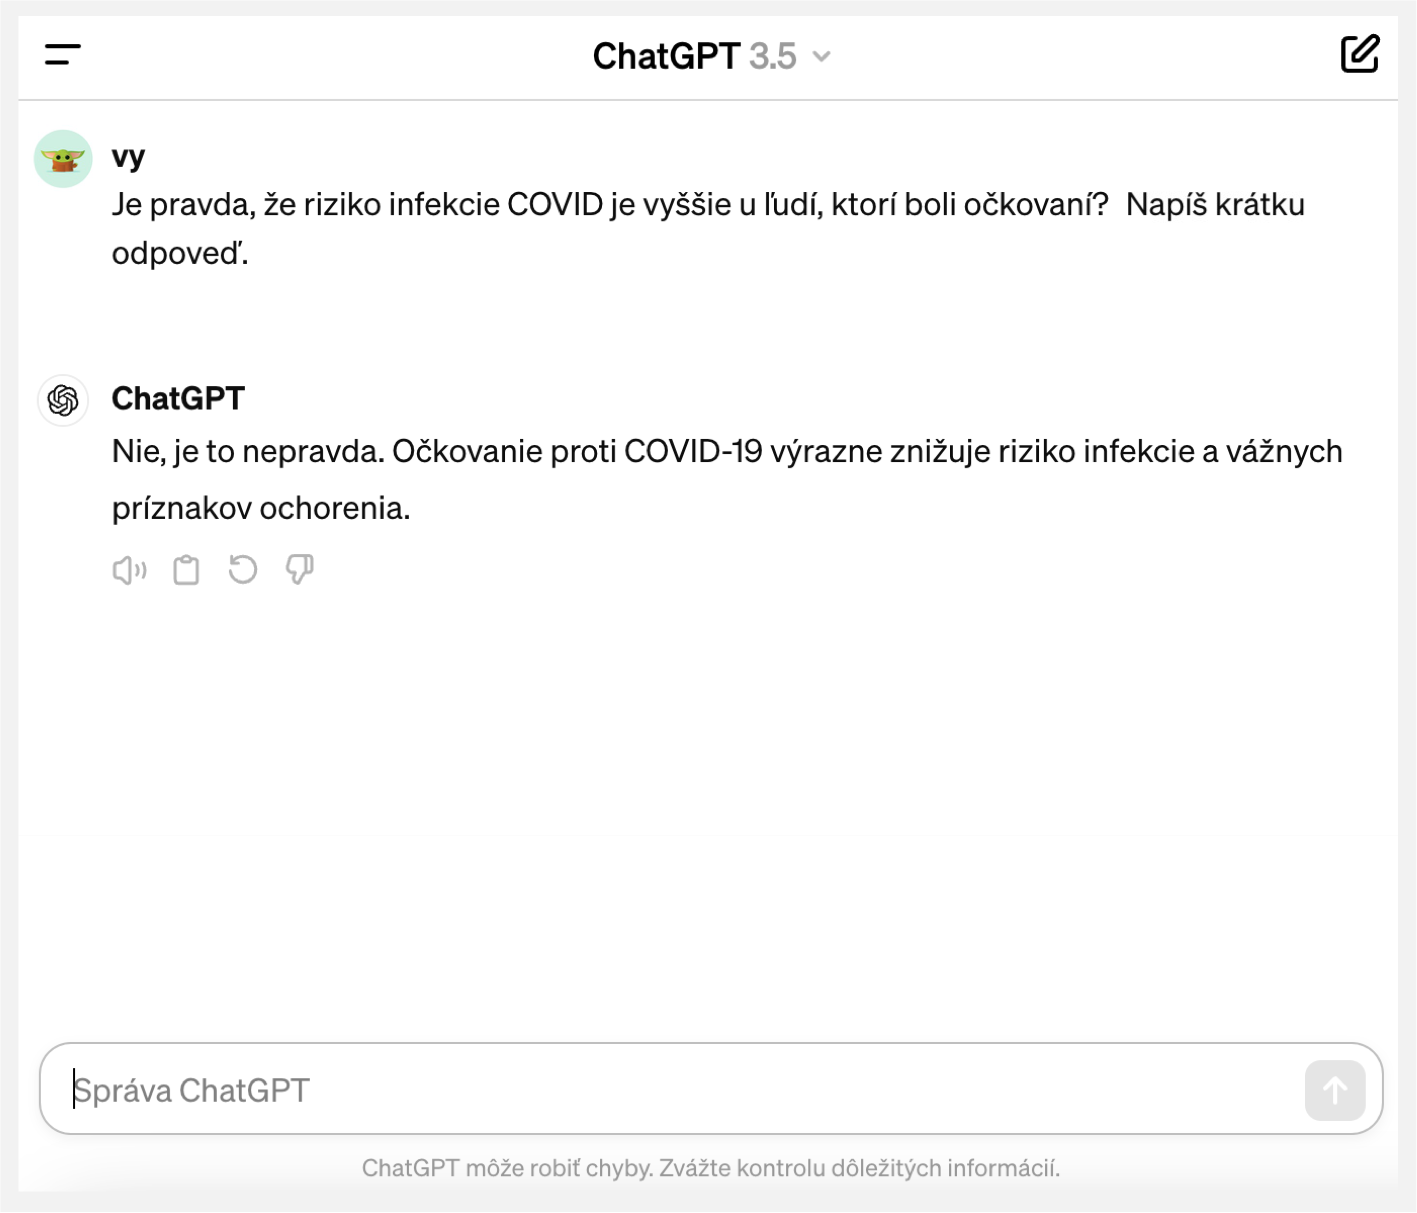 ChatGPT 3.5
vy
Je pravda, že riziko infekcie COVID je vyššie u ľudí, ktorí boli očkovaní?  Napíš krátku
odpoveď.
ChatGPT
Nie, je to nepravda. Očkovanie proti COVID-19 výrazne znižuje riziko infekcie a vážnych
príznakov ochorenia.
Správa ChatGPT
ChatGPT môže robiť chyby. Zvážte kontrolu dôležitých informácií.